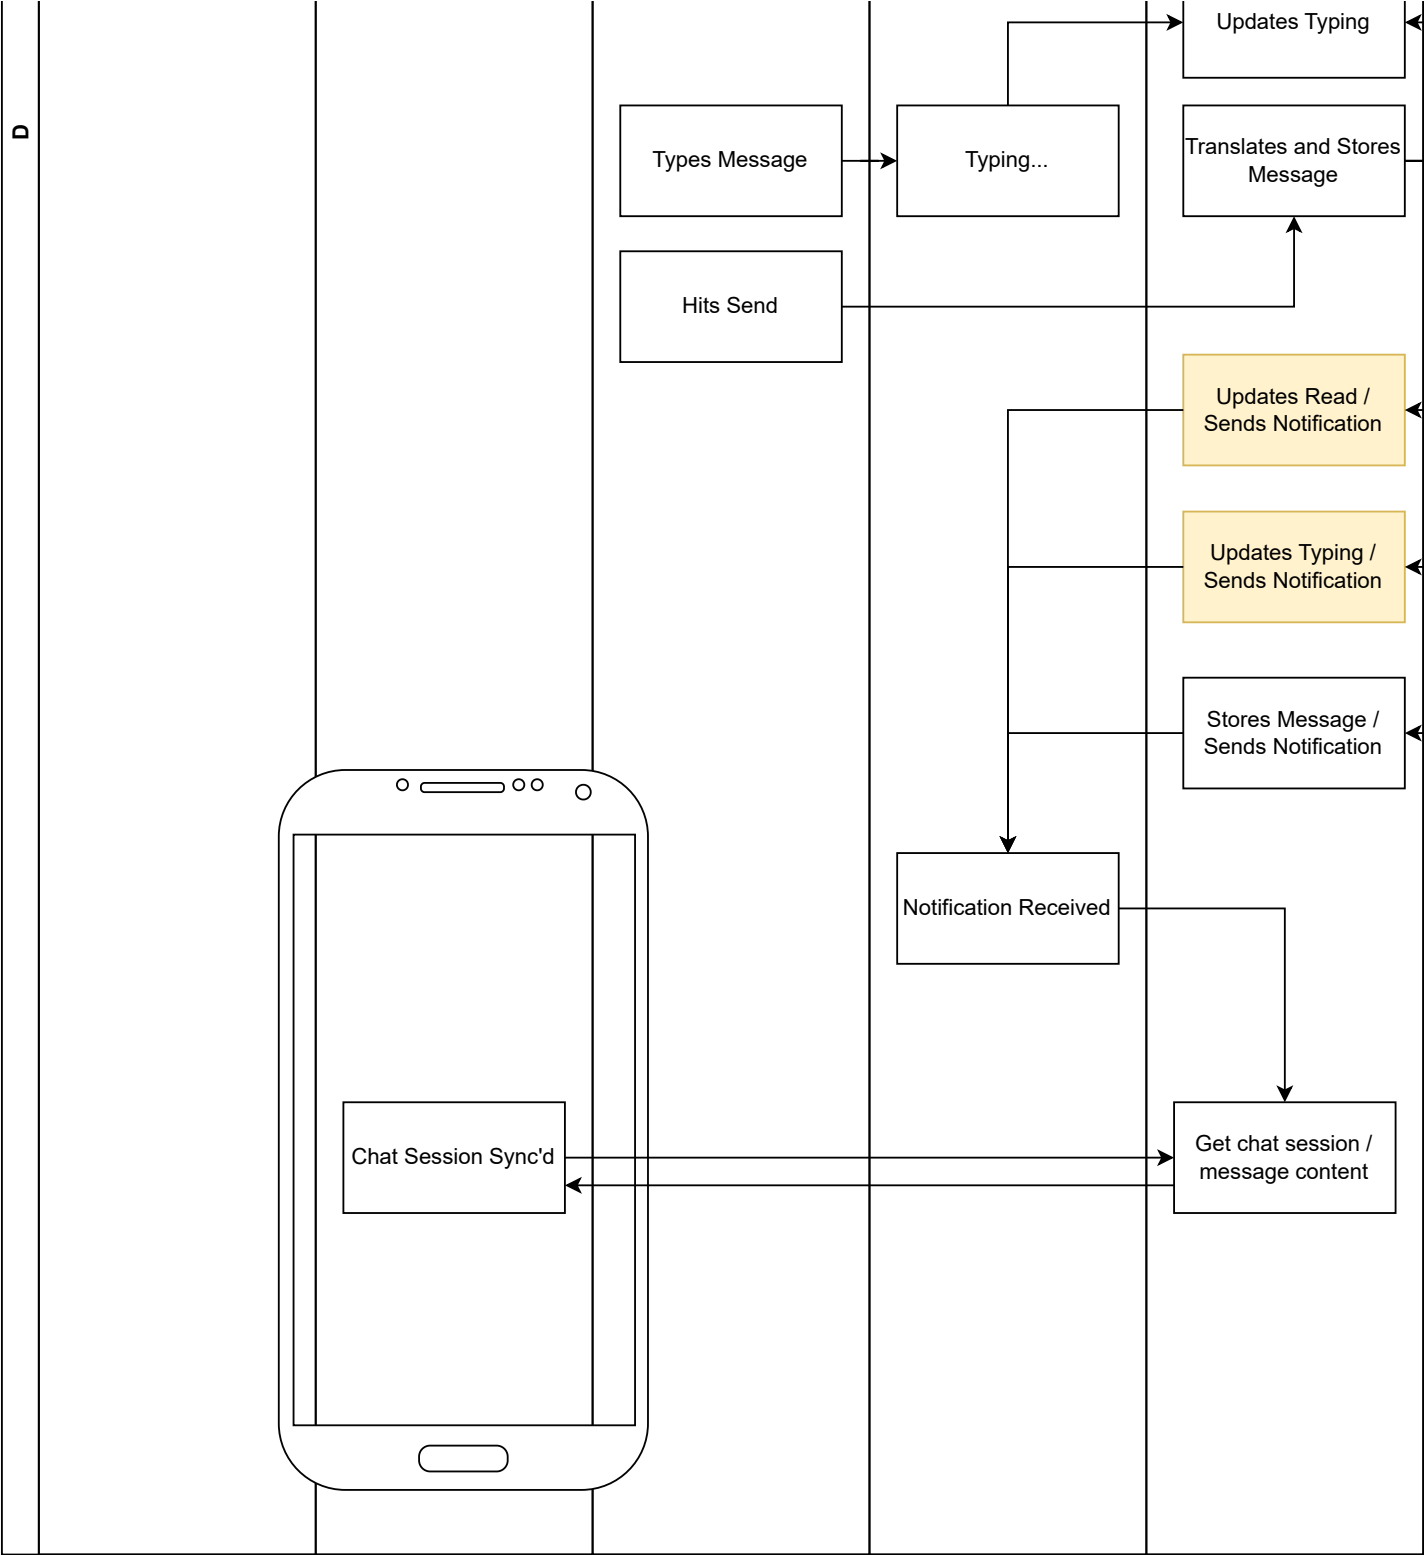 D
Updates Typing
Types Message
Typing...
Translates and Stores
Message
Hits Send
Updates Read /
Sends Notification
Updates Typing /
Sends Notification
Stores Message /
Sends Notification
Notification Received
Chat Session Sync'd
Get chat session /
message content